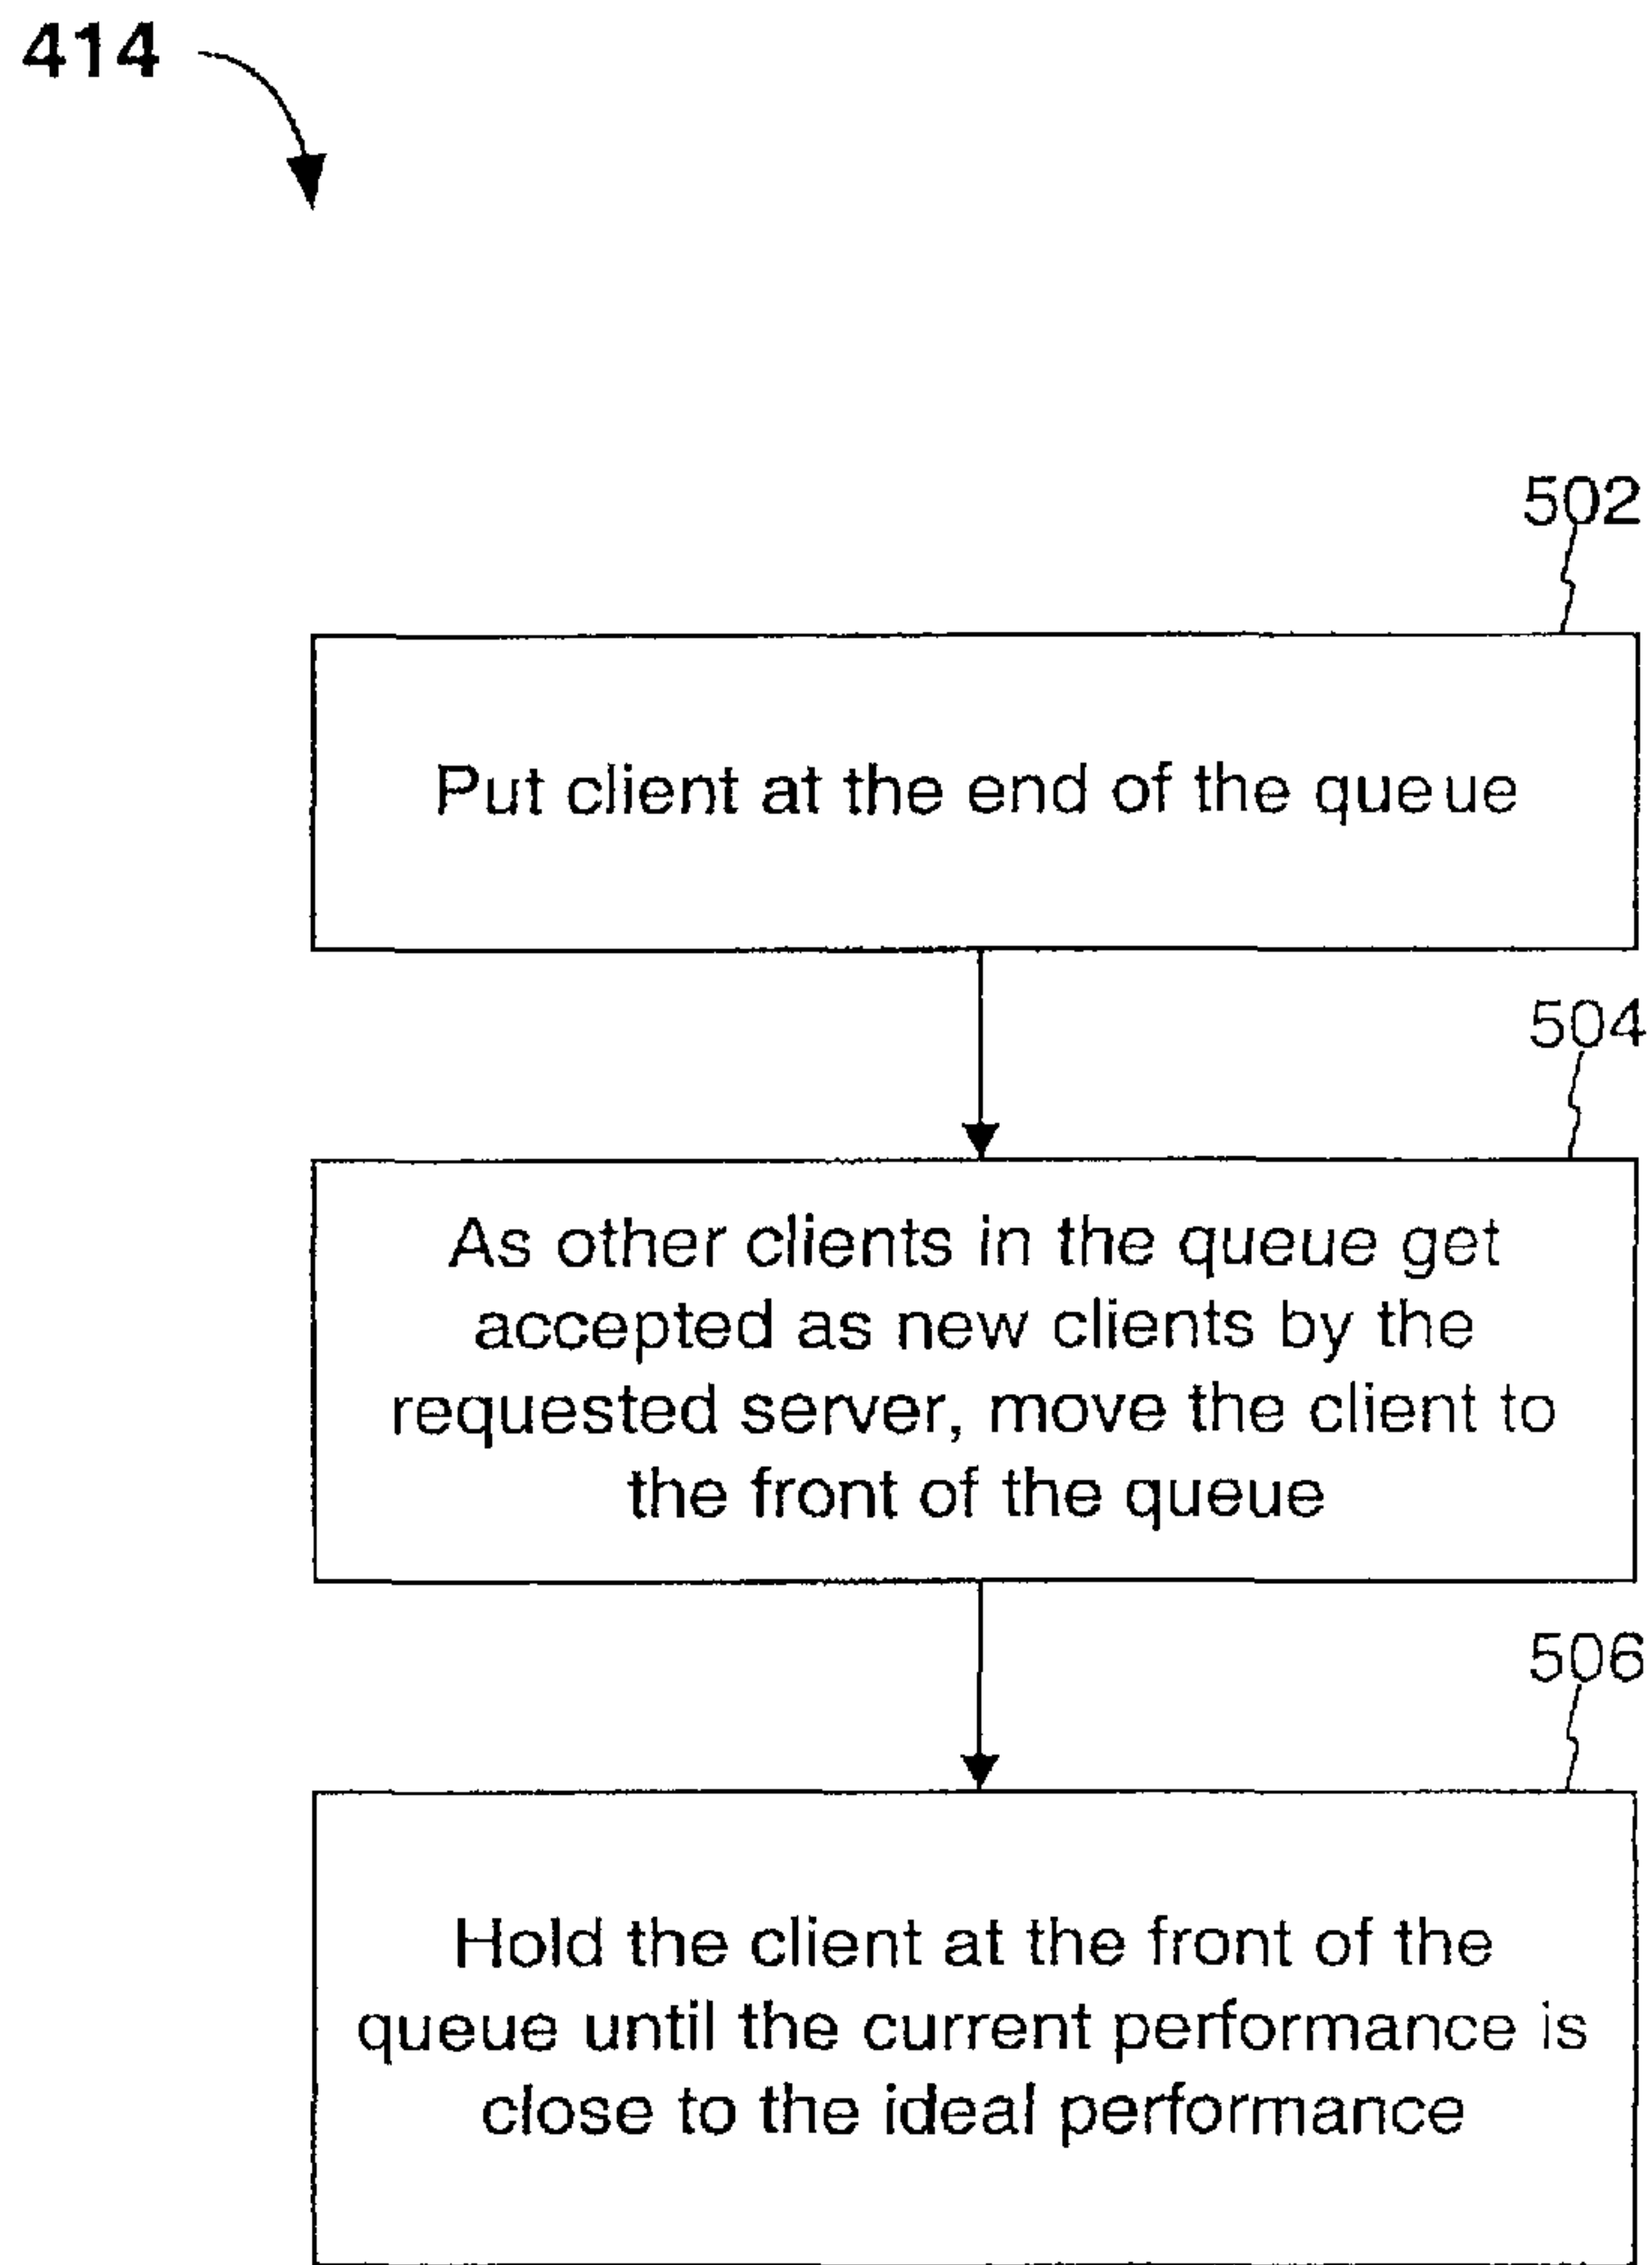 414
502
Put client at the end of the queue
504
As other clients in the queue get
accepted as new clients by the
requested server, move the client to
the front of the queue
506
Hold the client at the front of the
queue until the current performance is
close to the ideal performance